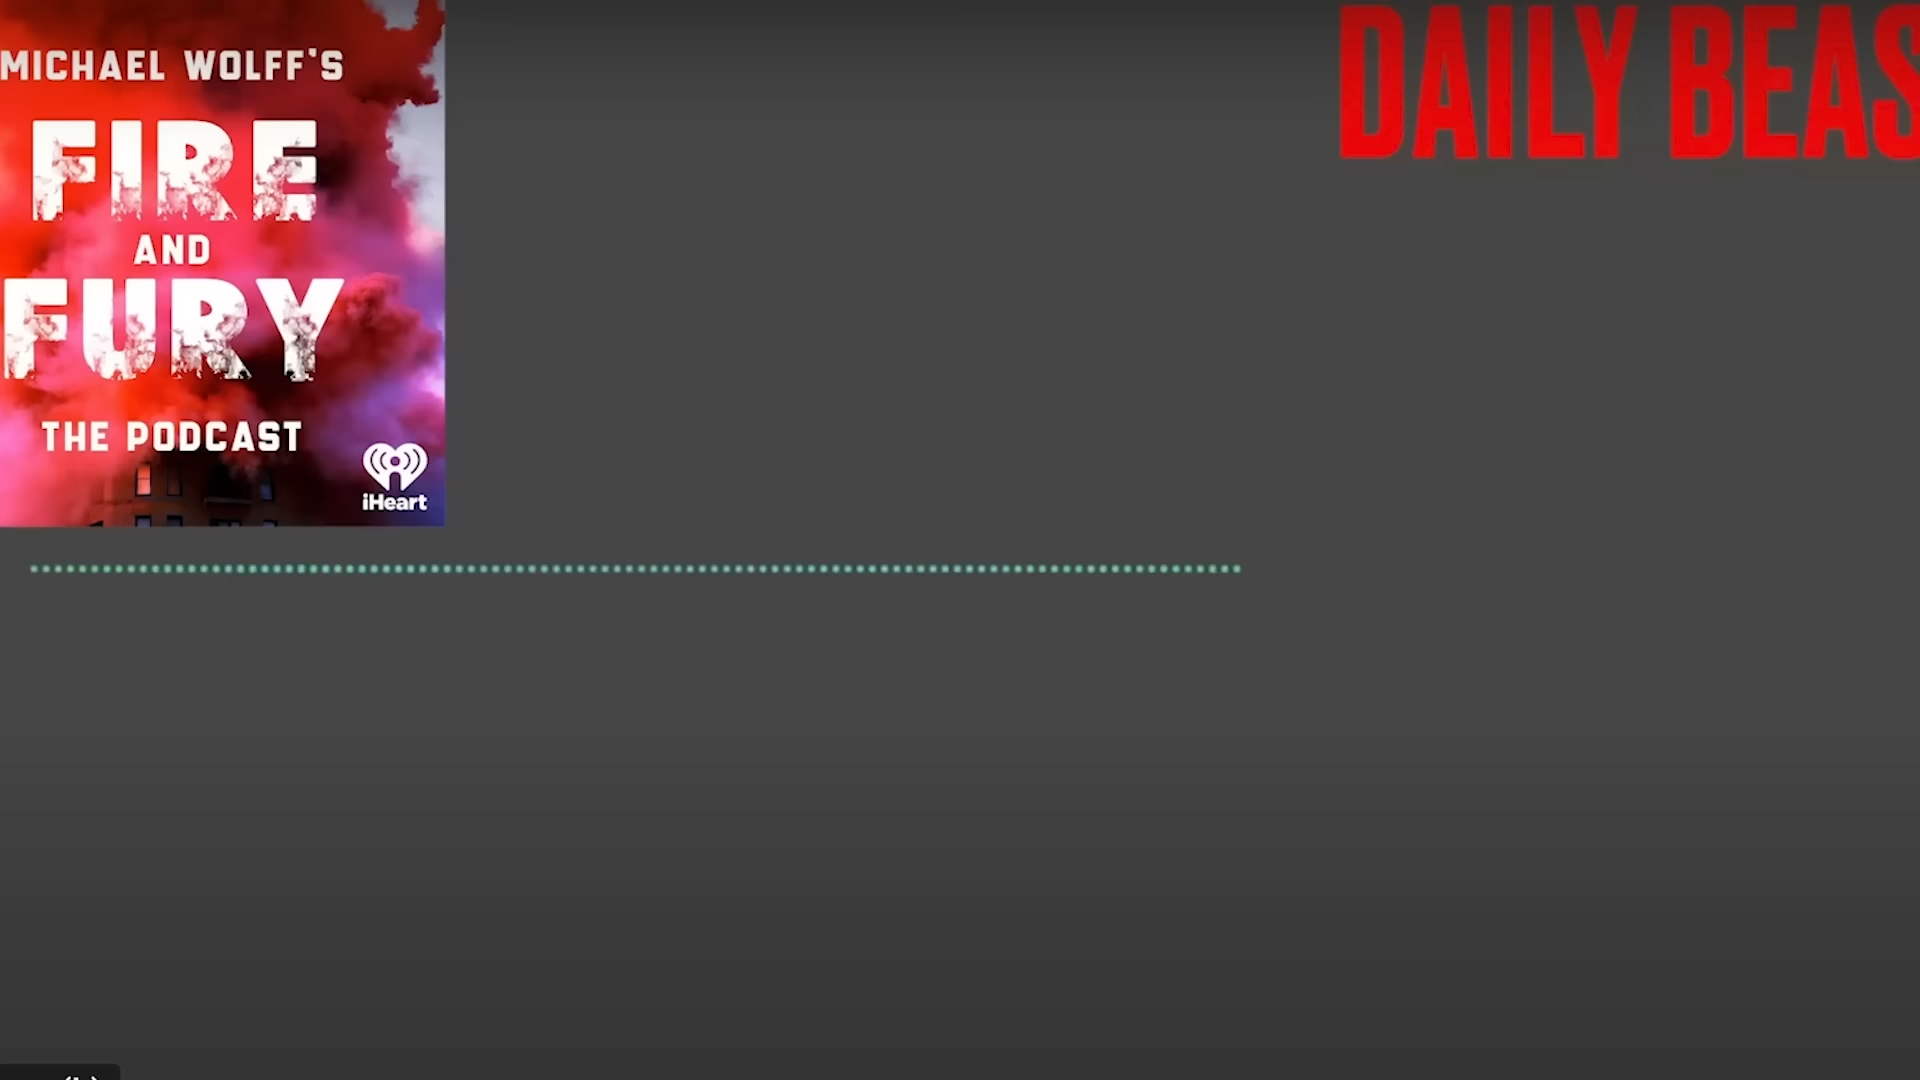 MICHAEL WOLFF'S
FIRE
AND
FURY
THE PODCAST
iHeart
DAILY BEAS